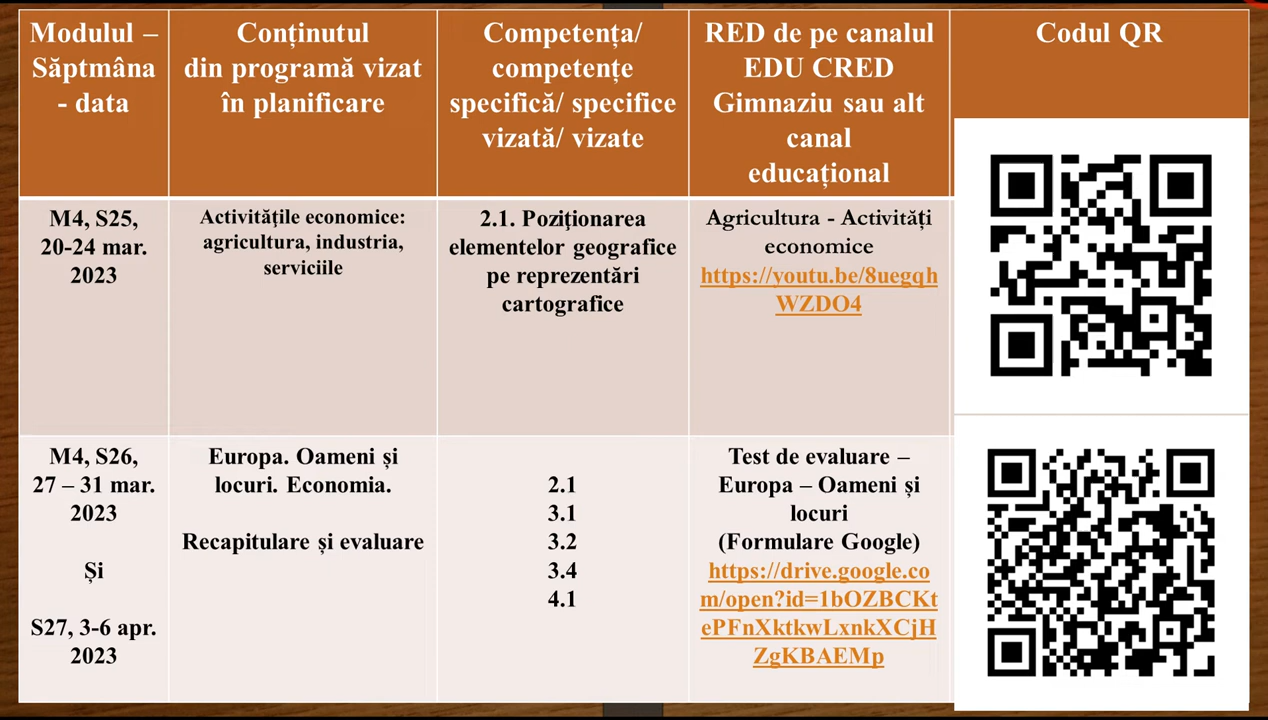 Modulul –
Săptmâna
- data
Conținutul
din programă vizat
în planificare
Competența/
competențe
specifică/ specifice
vizată/ vizate
RED de pe canalul
EDU CRED
Gimnaziu sau alt
canal
educațional
Codul QR
M4, S25,
20-24 mar.
2023
Activitățile economice:
agricultura, industria,
serviciile
2.1. Poziţionarea
elementelor geografice
pe reprezentări
cartografice
Agricultura - Activități
economice
https://youtu.be/8uegqh
WZDO4
M4, S26,
27 – 31 mar.
2023
Și
S27, 3-6 apr.
2023
Europa. Oameni și
locuri. Economia.
Recapitulare și evaluare
2.1
3.1
3.2
3.4
4.1
Test de evaluare –
Europa – Oameni și
locuri
(Formulare Google)
https://drive.google.co
m/open?id=1bOZBCKt
ePFnXktkwLxnkXCjH
ZgKBAEMp